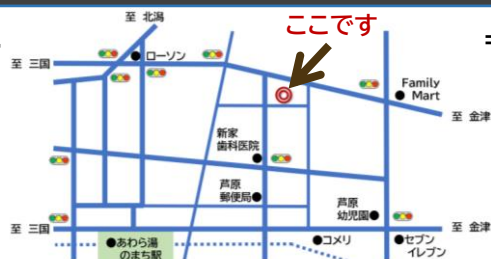 至 北潟
ここです
ローソン
至 三国
Family
Mart
至 金津
新家
歯科医院
芦原
郵便局
芦原
幼児園
至 三国
至 金津
あわら湯
のまち駅
コメリ
セブン
イレブン